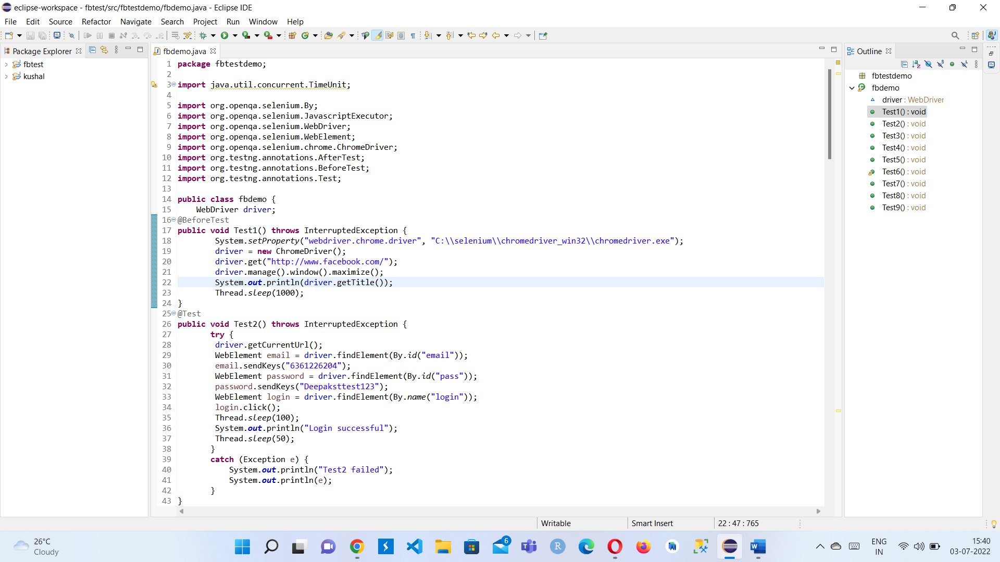 eclipse-workspace - fbtest/src/fbtestdemo/fbdemo.java - Eclipse IDE
File Edit Source Refactor Navigate Search Project Run Window Help
Package Explorer
fbtest
kushal
fbdemo.java
1 package fbtestdemo;
2
3 import java.util.concurrent.TimeUnit;
4
5 import org.openqa.selenium.By;
6 import org.openqa.selenium.JavascriptExecutor;
7 import org.openqa.selenium.WebDriver;
8 import org.openqa.selenium.WebElement;
9 import org.openqa.selenium.chrome.ChromeDriver;
10 import org.testng.annotations.AfterTest;
11 import org.testng.annotations.BeforeTest;
12 import org.testng.annotations.Test;
13
14 public class fbdemo {
15 WebDriver driver;
16 @BeforeTest
17 public void Test1() throws InterruptedException {
18 System.setProperty("webdriver.chrome.driver", "C:\\selenium\\chromedriver_win32\\chromedriver.exe");
19 driver = new ChromeDriver();
20 driver.get("http://www.facebook.com/");
21 driver.manage().window().maximize();
22 System.out.println(driver.getTitle());
23 Thread.sleep(1000);
24 }
25 @Test
26 public void Test2() throws InterruptedException {
27 try {
28 driver.getCurrentUrl();
29 WebElement email = driver.findElement(By.id("email"));
30 email.sendKeys("6361226204");
31 WebElement password = driver.findElement(By.id("pass"));
32 password.sendKeys("Deepaksttest123");
33 WebElement login = driver.findElement(By.name("login"));
34 login.click();
35 Thread.sleep(100);
36 System.out.println("Login successful");
37 Thread.sleep(50);
38 }
39 catch (Exception e) {
40 System.out.println("Test2 failed");
41 System.out.println(e);
42 }
43 }
Outline
fbtestdemo
fbdemo
driver : WebDriver
Test1() : void
Test2() : void
Test3() : void
Test4() : void
Test5() : void
Test6() : void
Test7() : void
Test8() : void
Test9() : void
Writable
Smart Insert
22 : 47 : 765
26°C
Cloudy
6
ENG
IN
15:40
03-07-2022